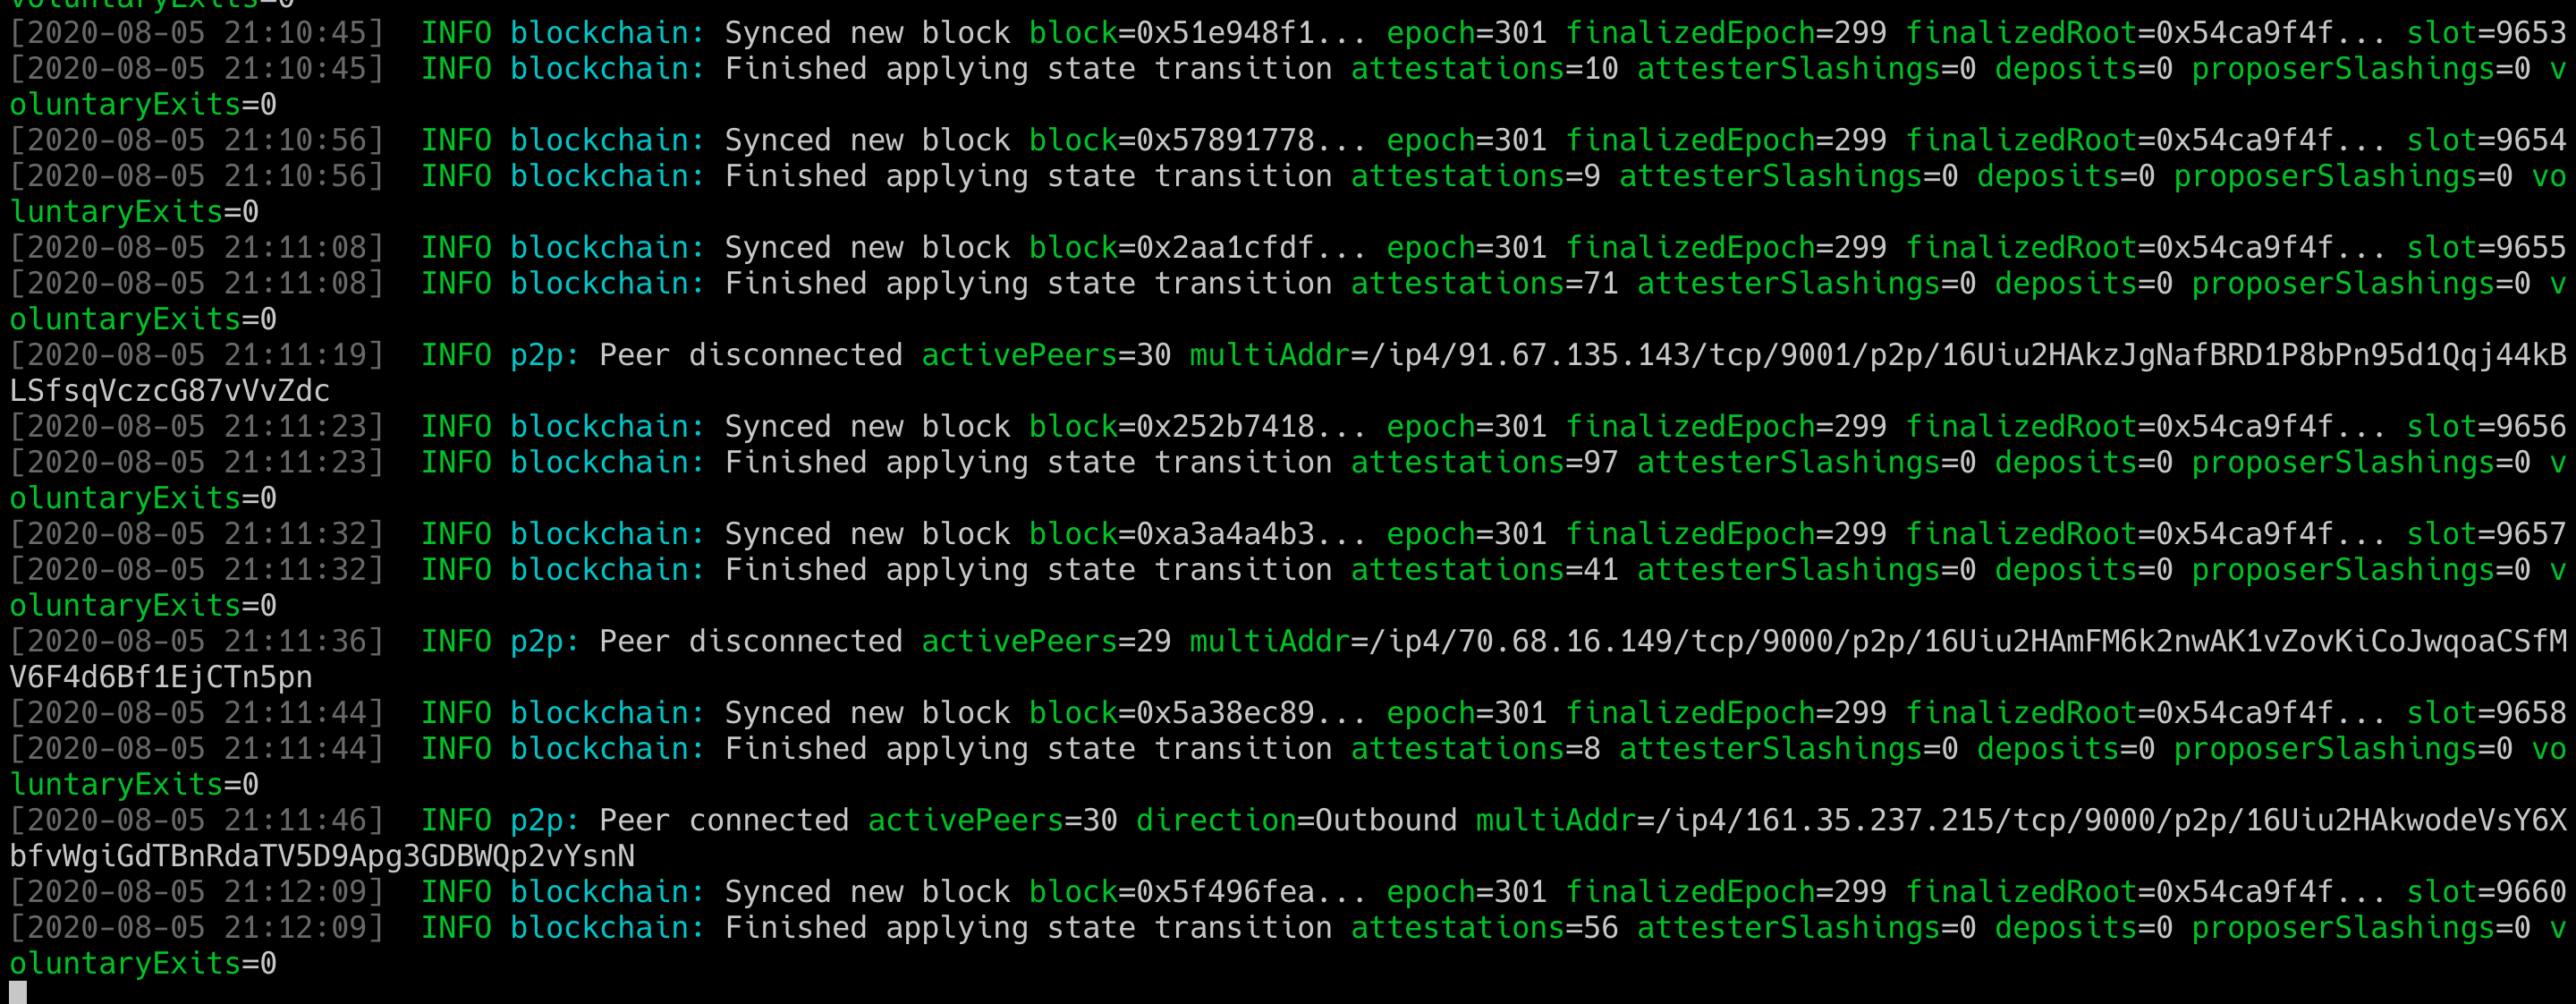 voluntaryExits=0
[2020-08-05 21:10:45]  INFO blockchain: Synced new block block=0x51e948f1... epoch=301 finalizedEpoch=299 finalizedRoot=0x54ca9f4f... slot=9653
[2020-08-05 21:10:45]  INFO blockchain: Finished applying state transition attestations=10 attesterSlashings=0 deposits=0 proposerSlashings=0 v
oluntaryExits=0
[2020-08-05 21:10:56]  INFO blockchain: Synced new block block=0x57891778... epoch=301 finalizedEpoch=299 finalizedRoot=0x54ca9f4f... slot=9654
[2020-08-05 21:10:56]  INFO blockchain: Finished applying state transition attestations=9 attesterSlashings=0 deposits=0 proposerSlashings=0 vo
luntaryExits=0
[2020-08-05 21:11:08]  INFO blockchain: Synced new block block=0x2aa1cfdf... epoch=301 finalizedEpoch=299 finalizedRoot=0x54ca9f4f... slot=9655
[2020-08-05 21:11:08]  INFO blockchain: Finished applying state transition attestations=71 attesterSlashings=0 deposits=0 proposerSlashings=0 v
oluntaryExits=0
[2020-08-05 21:11:19]  INFO p2p: Peer disconnected activePeers=30 multiAddr=/ip4/91.67.135.143/tcp/9001/p2p/16Uiu2HAkzJgNafBRD1P8bPn95d1Qqj44kB
LSfsqVczcG87vVvZdc
[2020-08-05 21:11:23]  INFO blockchain: Synced new block block=0x252b7418... epoch=301 finalizedEpoch=299 finalizedRoot=0x54ca9f4f... slot=9656
[2020-08-05 21:11:23]  INFO blockchain: Finished applying state transition attestations=97 attesterSlashings=0 deposits=0 proposerSlashings=0 v
oluntaryExits=0
[2020-08-05 21:11:32]  INFO blockchain: Synced new block block=0xa3a4a4b3... epoch=301 finalizedEpoch=299 finalizedRoot=0x54ca9f4f... slot=9657
[2020-08-05 21:11:32]  INFO blockchain: Finished applying state transition attestations=41 attesterSlashings=0 deposits=0 proposerSlashings=0 v
oluntaryExits=0
[2020-08-05 21:11:36]  INFO p2p: Peer disconnected activePeers=29 multiAddr=/ip4/70.68.16.149/tcp/9000/p2p/16Uiu2HAmFM6k2nwAK1vZovKiCoJwqoaCSfM
V6F4d6Bf1EjCTn5pn
[2020-08-05 21:11:44]  INFO blockchain: Synced new block block=0x5a38ec89... epoch=301 finalizedEpoch=299 finalizedRoot=0x54ca9f4f... slot=9658
[2020-08-05 21:11:44]  INFO blockchain: Finished applying state transition attestations=8 attesterSlashings=0 deposits=0 proposerSlashings=0 vo
luntaryExits=0
[2020-08-05 21:11:46]  INFO p2p: Peer connected activePeers=30 direction=Outbound multiAddr=/ip4/161.35.237.215/tcp/9000/p2p/16Uiu2HAkwodeVsY6X
bfvWgiGdTBnRdaTV5D9Apg3GDBWQp2vYsnN
[2020-08-05 21:12:09]  INFO blockchain: Synced new block block=0x5f496fea... epoch=301 finalizedEpoch=299 finalizedRoot=0x54ca9f4f... slot=9660
[2020-08-05 21:12:09]  INFO blockchain: Finished applying state transition attestations=56 attesterSlashings=0 deposits=0 proposerSlashings=0 v
oluntaryExits=0